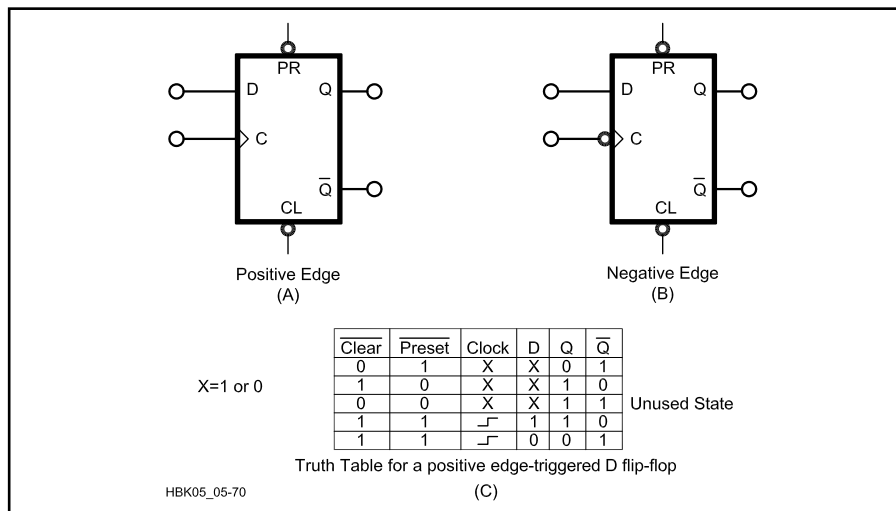 PR
D Q
C
Q̅
CL
Positive Edge
(A)
PR
D Q
C
Q̅
CL
Negative Edge
(B)
X=1 or 0
C̅l̅e̅a̅r̅ P̅r̅e̅s̅e̅t̅ Clock D Q Q̅
0 1 X X 0 1
1 0 X X 1 0
0 0 X X 1 1 Unused State
1 1 1 1 0
1 1 0 0 1
Truth Table for a positive edge-triggered D flip-flop
HBK05_05-70
(C)